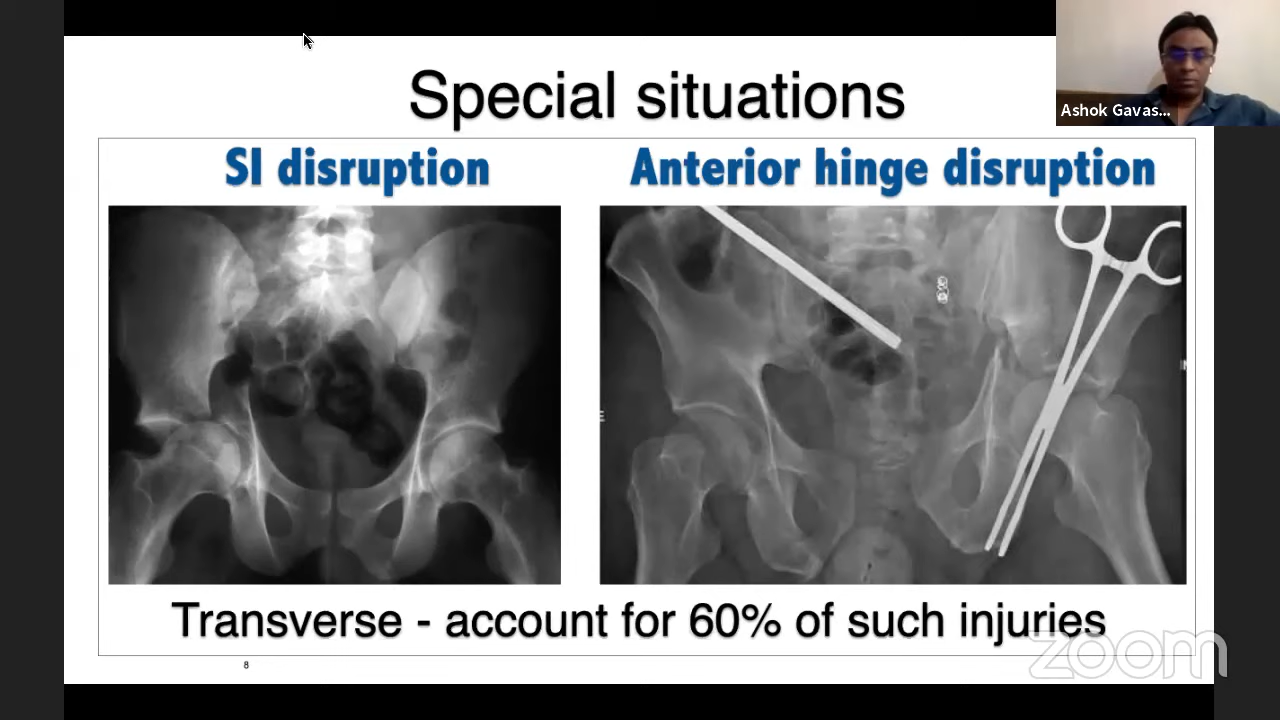 Special situations
Ashok Gavas...
SI disruption
Anterior hinge disruption
E
Transverse - account for 60% of such injuries
8
zoom